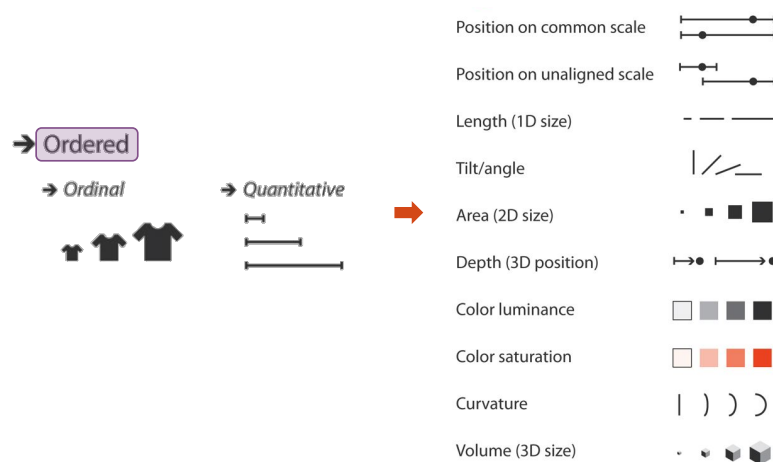 Ordered
Ordinal
Quantitative
Position on common scale
Position on unaligned scale
Length (1D size)
Tilt/angle
Area (2D size)
Depth (3D position)
Color luminance
Color saturation
Curvature
Volume (3D size)